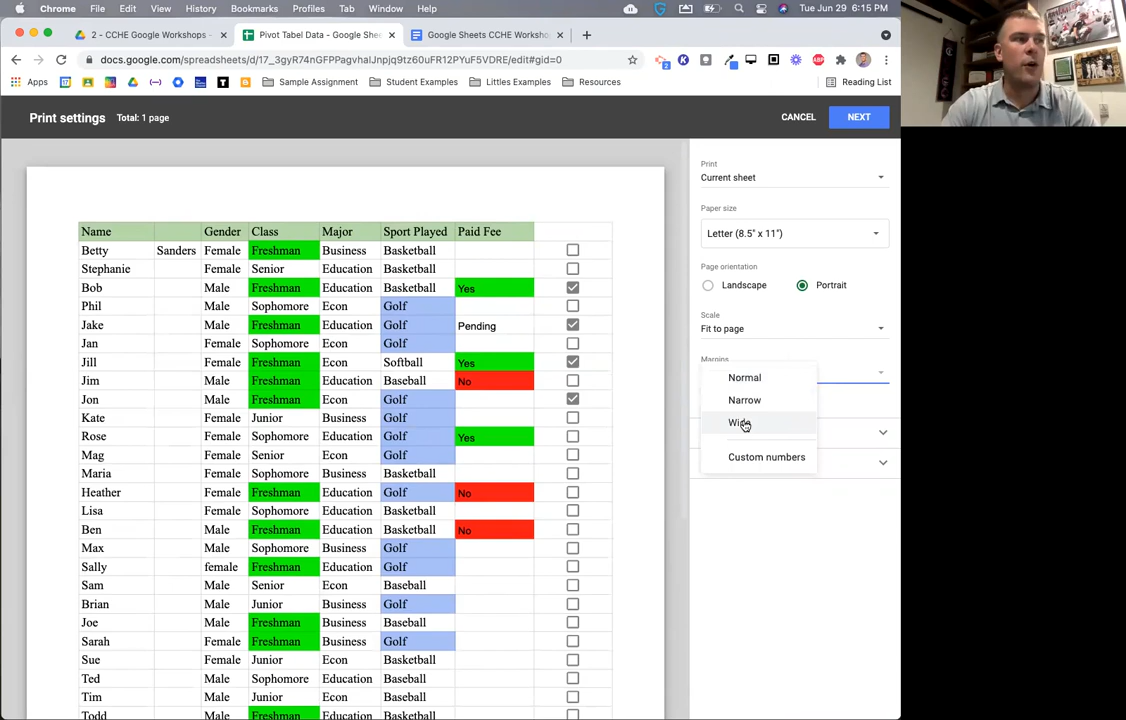 Chrome File Edit View History Bookmarks Profiles Tab Window Help Tue Jun 29 6:15 PM
2 - CCHE Google Workshops - Pivot Tabel Data - Google She Google Sheets CCHE Worksho
docs.google.com/spreadsheets/d/17_3gyR74nGFPPagvhaIJnpjq9tz60uFR12PYuF5VDRE/edit#gid=0
Apps Sample Assignment Student Examples Littles Examples Resources Reading List
Print settings Total: 1 page CANCEL NEXT
Print
Current sheet
Paper size
Letter (8.5" x 11")
Page orientation
Landscape Portrait
Scale
Fit to page
Margins
Normal
Narrow
Wide
Custom numbers
Name Gender Class Major Sport Played Paid Fee
Betty Sanders Female Freshman Business Basketball
Stephanie Female Senior Education Basketball
Bob Male Freshman Education Basketball Yes
Phil Male Sophomore Econ Golf
Jake Male Freshman Education Golf Pending
Jan Female Sophomore Econ Golf
Jill Female Freshman Econ Softball Yes
Jim Male Freshman Education Baseball No
Jon Male Freshman Education Golf
Kate Female Junior Business Golf
Rose Female Sophomore Econ Golf Yes
Mag Female Senior Econ Golf
Maria Female Sophomore Business Basketball
Heather Female Freshman Education Golf No
Lisa Female Sophomore Econ Basketball
Ben Male Freshman Education Basketball No
Max Male Sophomore Business Golf
Sally female Freshman Education Golf
Sam Male Senior Econ Baseball
Brian Male Junior Business Golf
Joe Male Freshman Business Baseball
Sarah Female Freshman Business Golf
Sue Female Junior Econ Basketball
Ted Male Sophomore Education Baseball
Tim Male Junior Econ Baseball
Todd Male Freshman Business Baseball